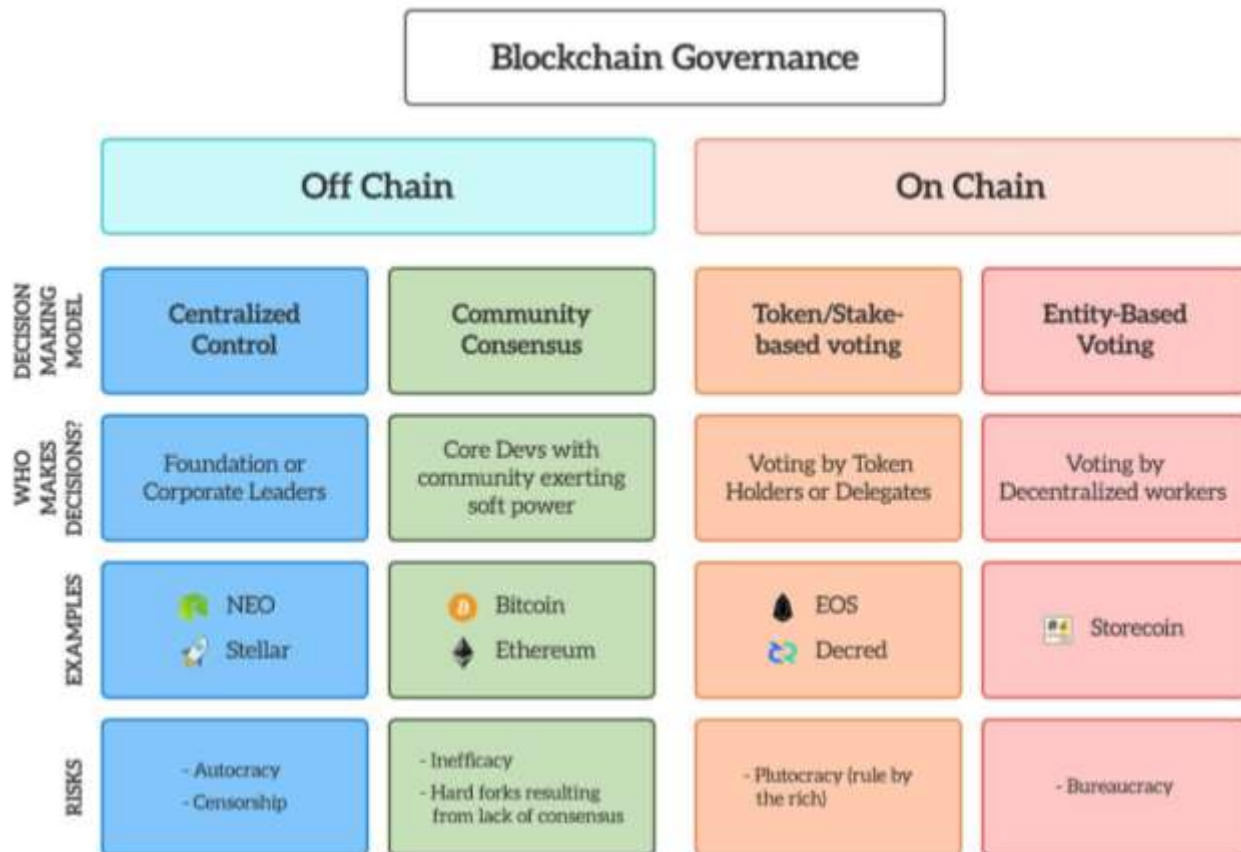 Blockchain Governance
Off Chain
On Chain
DECISION
MAKING
MODEL
Centralized
Control
Community
Consensus
Token/Stake-
based voting
Entity-Based
Voting
WHO
MAKES
DECISIONS?
Foundation or
Corporate Leaders
Core Devs with
community exerting
soft power
Voting by Token
Holders or Delegates
Voting by
Decentralized workers
EXAMPLES
NEO
Stellar
Bitcoin
Ethereum
EOS
Decred
Storecoin
RISKS
- Autocracy
- Censorship
- Inefficacy
- Hard forks resulting
from lack of consensus
- Plutocracy (rule by
the rich)
- Bureaucracy